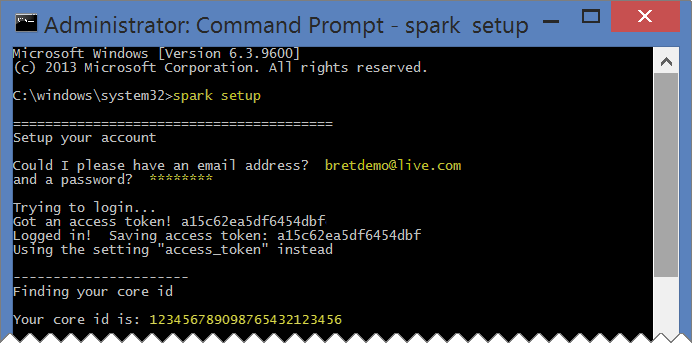 Administrator: Command Prompt - spark setup
Microsoft Windows [Version 6.3.9600]
(c) 2013 Microsoft Corporation. All rights reserved.
C:\windows\system32>spark setup
========================================
Setup your account
Could I please have an email address?  bretdemo@live.com
and a password?  ********
Trying to login...
Got an access token! a15c62ea5df6454dbf
Logged in!  Saving access token: a15c62ea5df6454dbf
Using the setting "access_token" instead
----------------------
Finding your core id
Your core id is: 123456789098765432123456